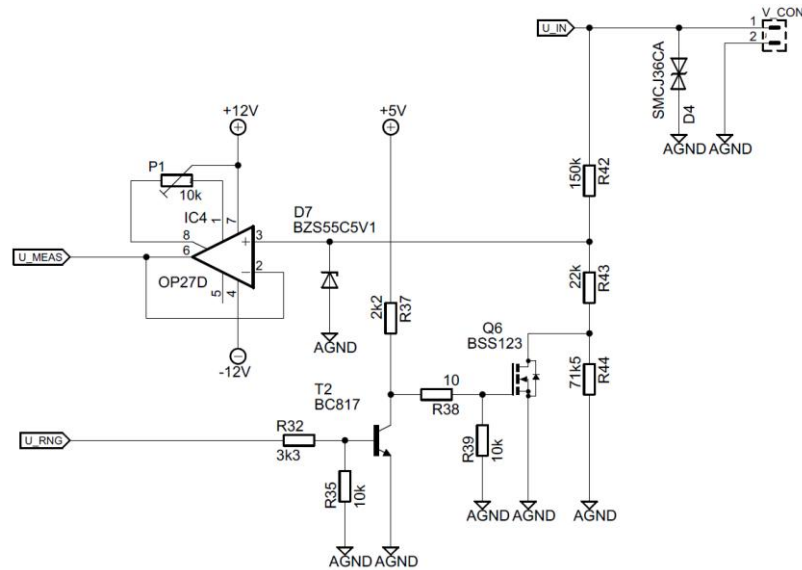 V_CON
U_IN
1
2
SMCJ36CA
D4
AGND
AGND
+12V
+5V
P1
10k
150k
R42
IC4
1
7
D7
BZS55C5V1
8
6
3
+
U_MEAS
2
−
OP27D
5
4
22k
R43
2k2
R37
AGND
-12V
Q6
BSS123
71k5
R44
T2
BC817
10
R38
U_RNG
R32
3k3
R35
10k
R39
10k
AGND
AGND
AGND
AGND
AGND